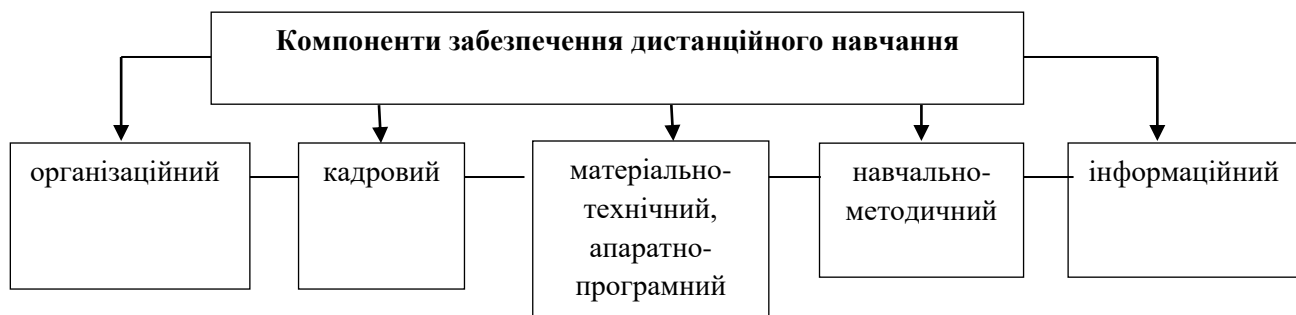 Компоненти забезпечення дистанційного навчання
організаційний
кадровий
матеріально-
технічний,
апаратно-
програмний
навчально-
методичний
інформаційний